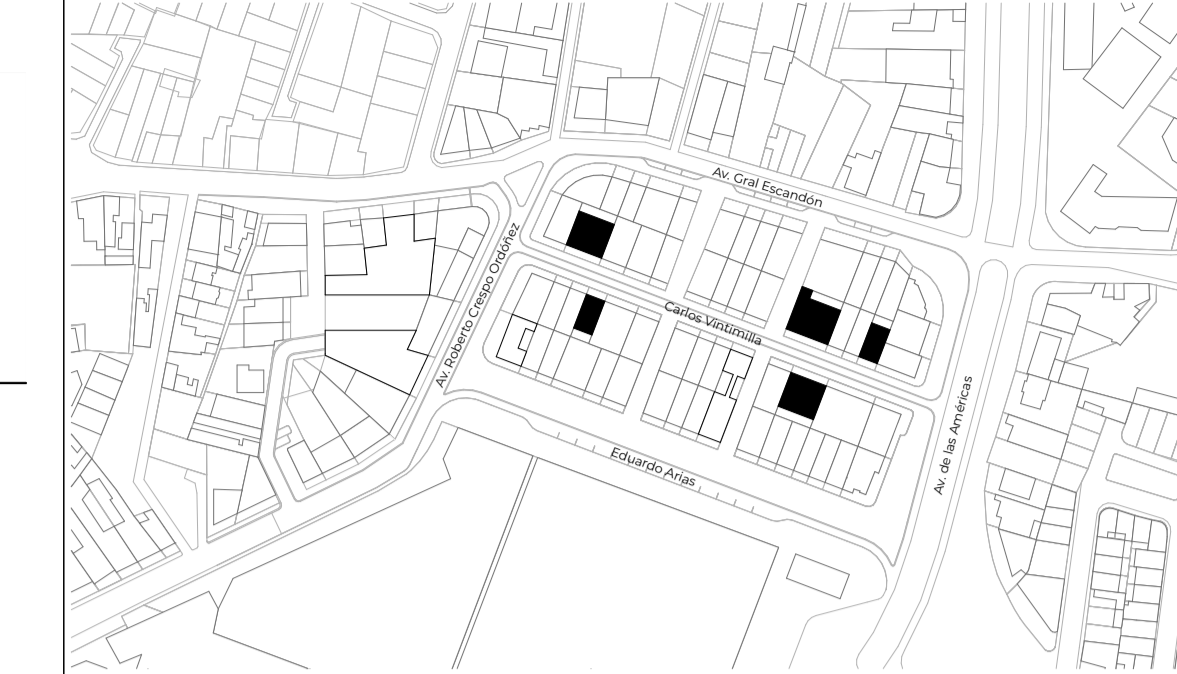 Av. Gral Escandón
Av. Roberto Crespo Ordóñez
Carlos Vintimilla
Av. de las Américas
Eduardo Arias